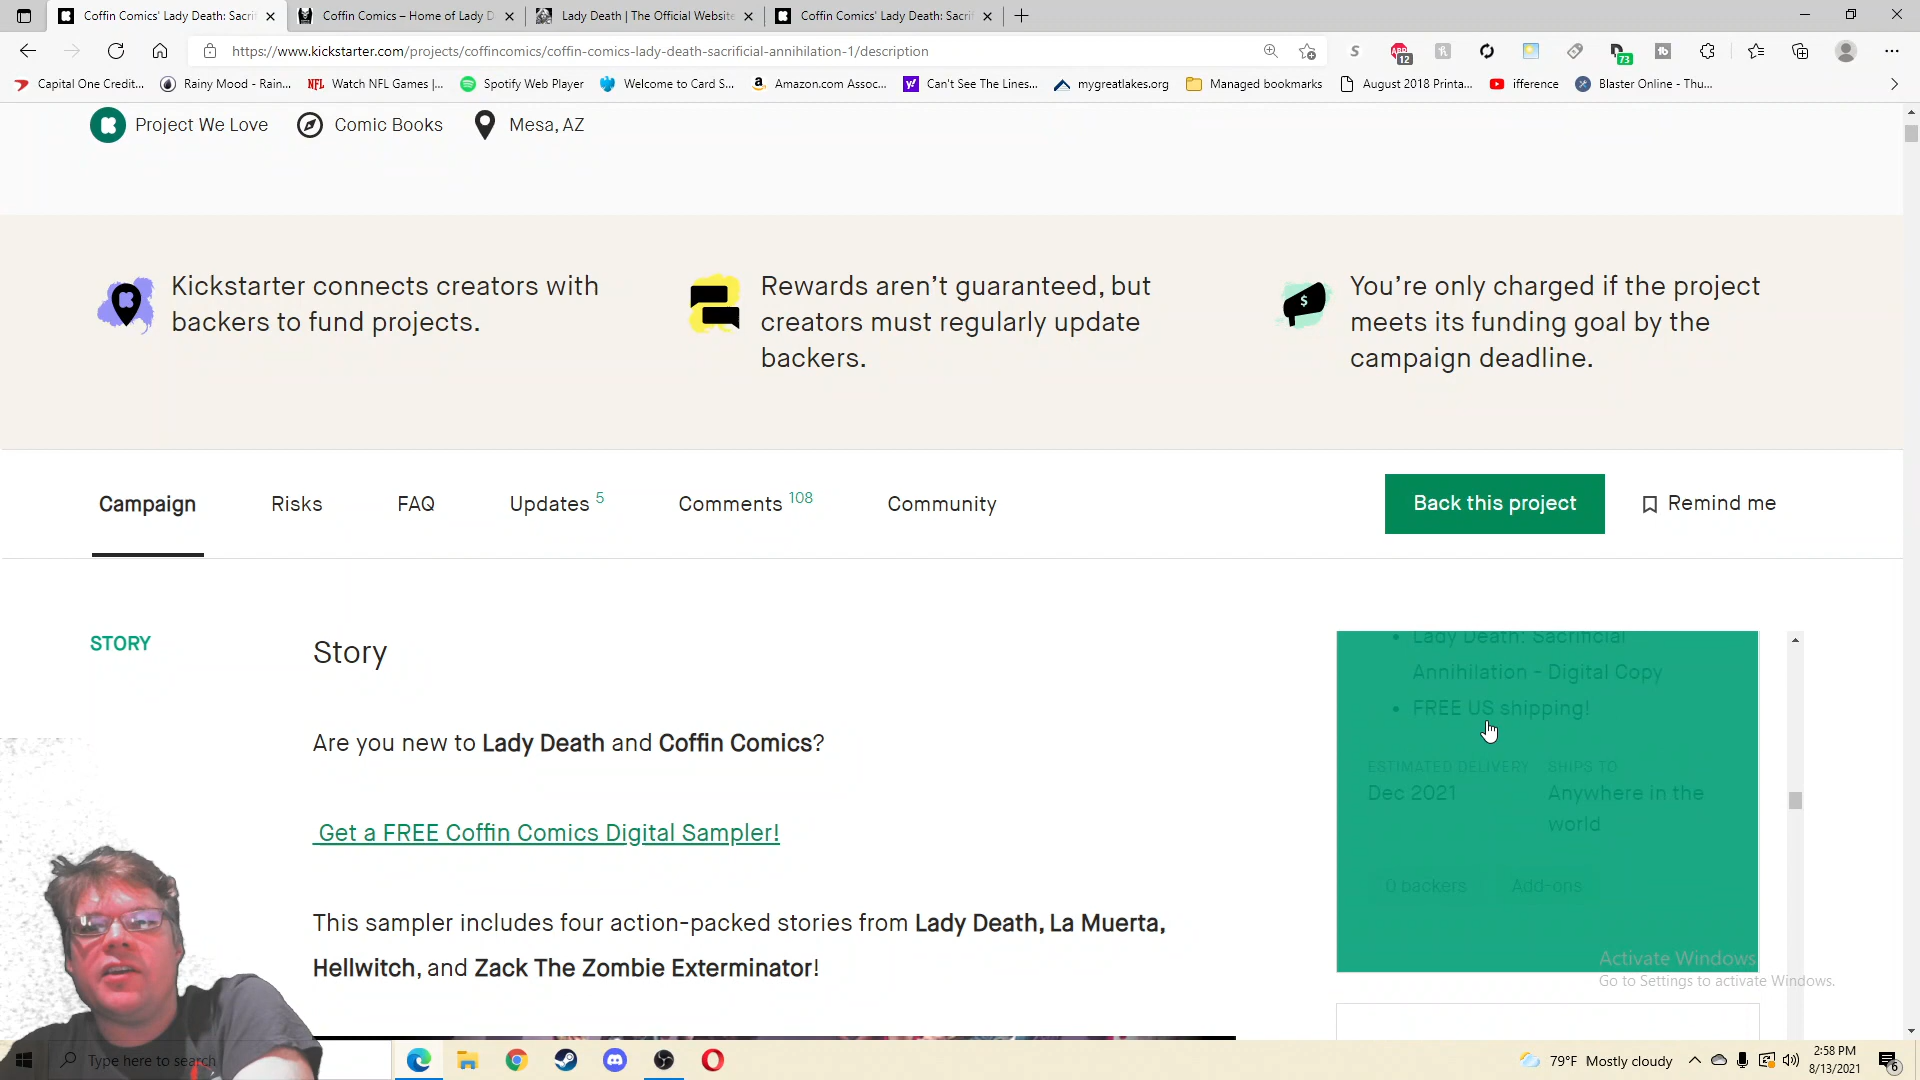 Coffin Comics' Lady Death: Sacri
Coffin Comics – Home of Lady D
Lady Death | The Official Website
Coffin Comics' Lady Death: Sacri
https://www.kickstarter.com/projects/coffincomics/coffin-comics-lady-death-sacrificial-annihilation-1/description
12
73
Capital One Credit...
Rainy Mood - Rain...
NFL Watch NFL Games |...
Spotify Web Player
Welcome to Card S...
Amazon.com Assoc...
Can't See The Lines...
mygreatlakes.org
Managed bookmarks
August 2018 Printa...
ifference
Blaster Online - Thu...
Project We Love
Comic Books
Mesa, AZ
Kickstarter connects creators with
backers to fund projects.
Rewards aren't guaranteed, but
creators must regularly update
backers.
You're only charged if the project
meets its funding goal by the
campaign deadline.
Campaign
Risks
FAQ
Updates 5
Comments 108
Community
Back this project
Remind me
STORY
Story
Are you new to Lady Death and Coffin Comics?
Get a FREE Coffin Comics Digital Sampler!
This sampler includes four action-packed stories from Lady Death, La Muerta,
Hellwitch, and Zack The Zombie Exterminator!
Lady Death: Sacrificial
Annihilation - Digital Copy
FREE US shipping!
ESTIMATED DELIVERY
Dec 2021
SHIPS TO
Anywhere in the
world
0 backers
Add-ons
Activate Windows
Go to Settings to activate Windows.
Type here to search
79°F Mostly cloudy
2:58 PM
8/13/2021
6